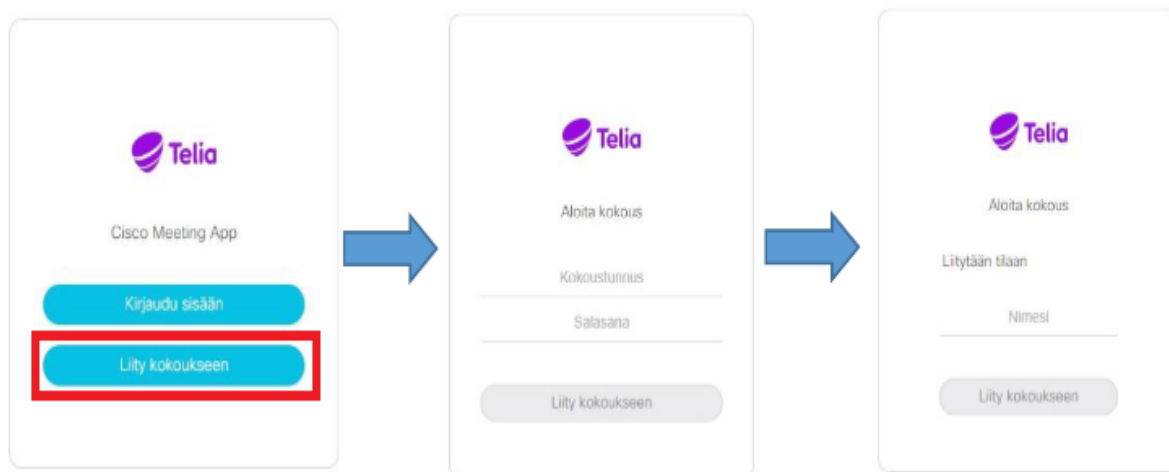 Telia
Cisco Meeting App
Kirjaudu sisään
Liity kokoukseen
Telia
Aloita kokous
Kokoustunnus
Salasana
Liity kokoukseen
Telia
Aloita kokous
Liitytään tilaan
Nimesi
Liity kokoukseen